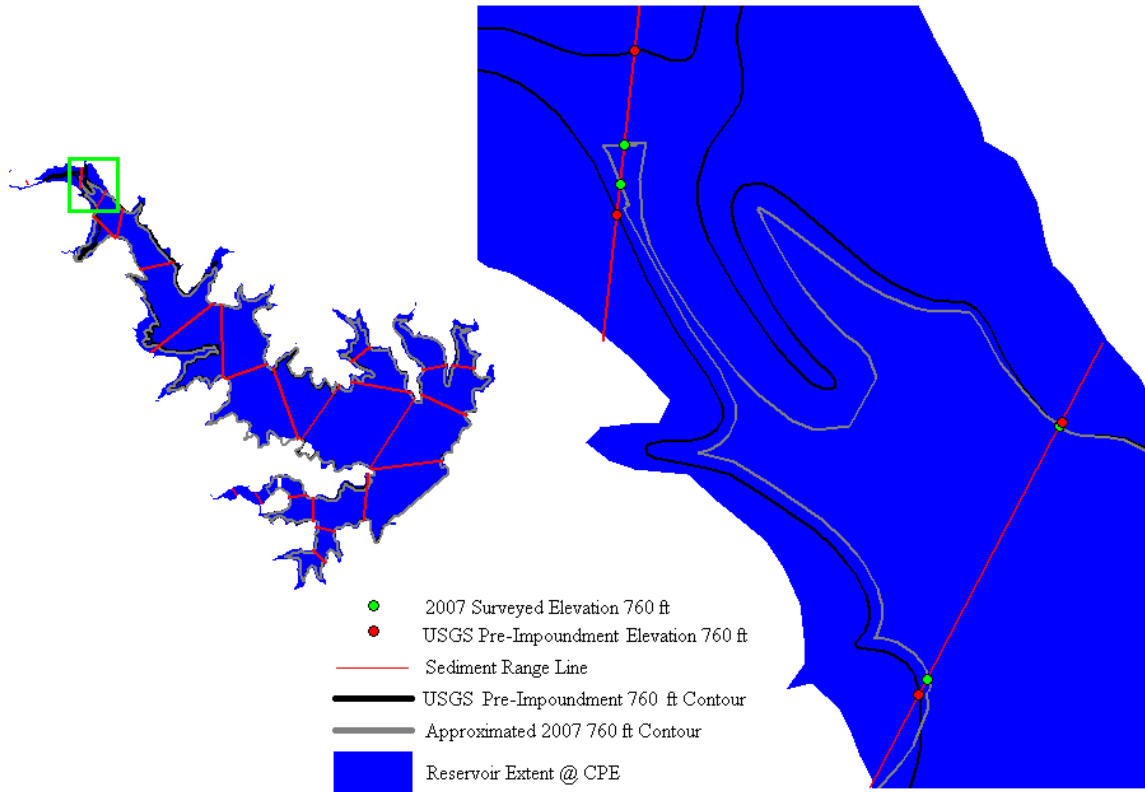 2007 Surveyed Elevation 760 ft
USGS Pre-Impoundment Elevation 760 ft
Sediment Range Line
USGS Pre-Impoundment 760 ft Contour
Approximated 2007 760 ft Contour
Reservoir Extent @ CPE